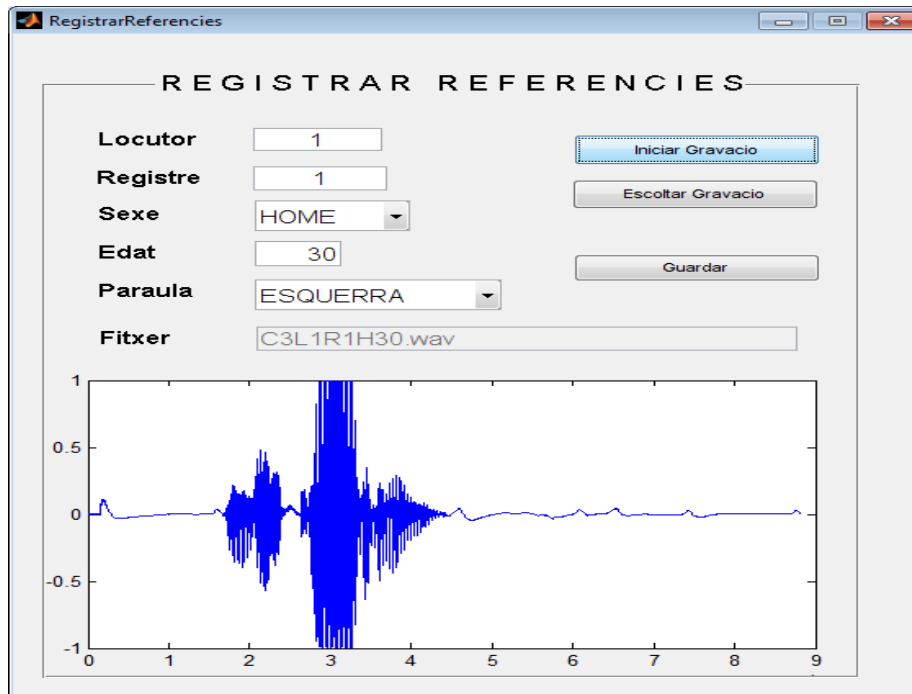 RegistrarReferencies
REGISTRAR REFERENCIES
Locutor 1
Iniciar Gravacio
Registre 1
Escoltar Gravacio
Sexe HOME
Edat 30
Guardar
Paraula ESQUERRA
Fitxer C3L1R1H30.wav
1
0.5
0
-0.5
-1
0 1 2 3 4 5 6 7 8 9